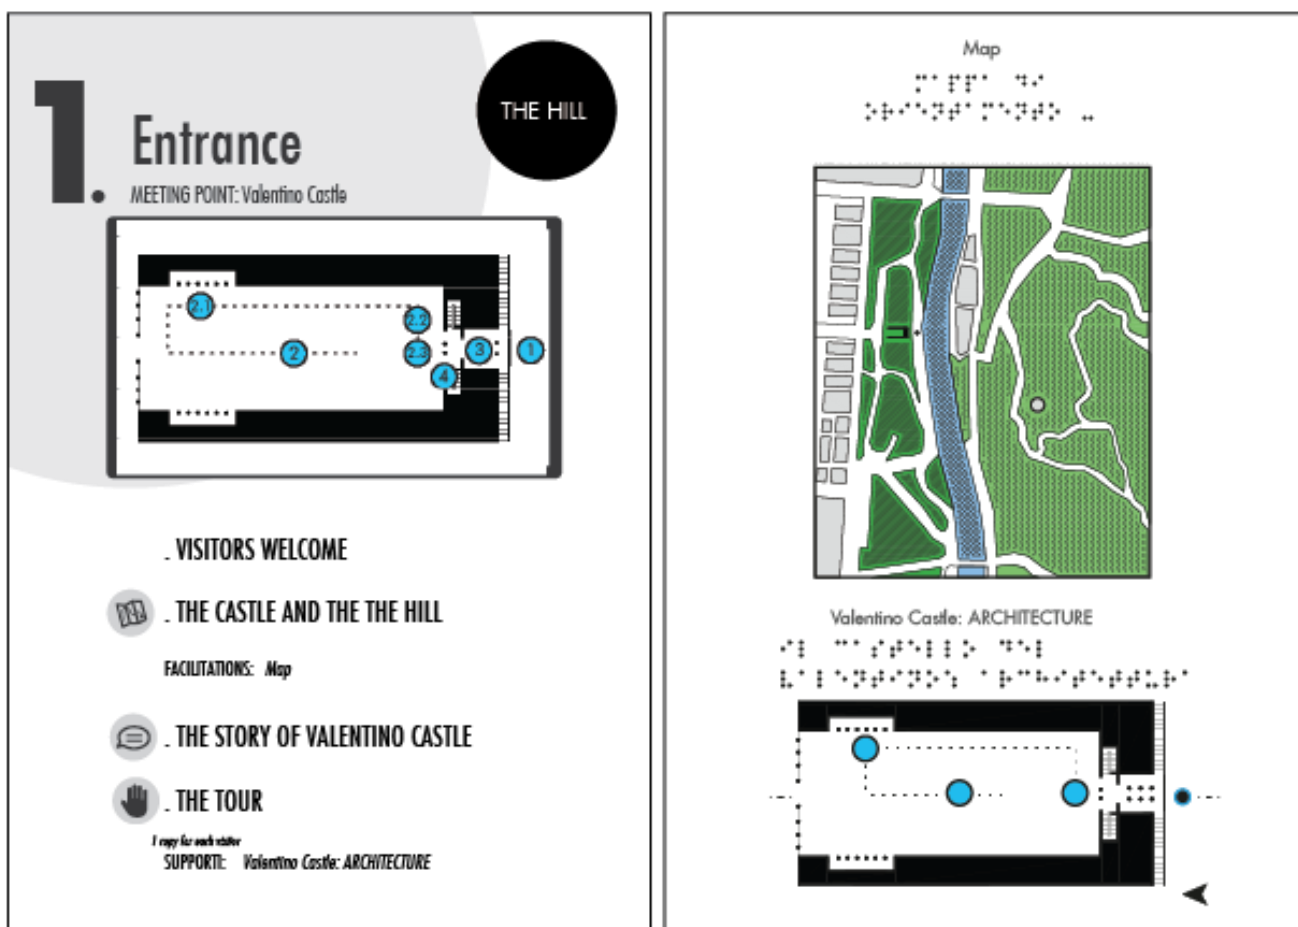 1.
Entrance
THE HILL
MEETING POINT: Valentino Castle
2.1
2.2
2
2.3
3
1
4
. VISITORS WELCOME
. THE CASTLE AND THE THE HILL
FACILITATIONS: Map
. THE STORY OF VALENTINO CASTLE
. THE TOUR
1 copy for each visitor
SUPPORTI: Valentino Castle: ARCHITECTURE
Map
⠍⠁⠏⠏⠁ ⠙⠊
⠕⠗⠊⠑⠝⠞⠁⠍⠑⠝⠞⠕
Valentino Castle: ARCHITECTURE
⠊⠇ ⠉⠁⠎⠞⠑⠇⠇⠕ ⠙⠑⠇
⠧⠁⠇⠑⠝⠞⠊⠝⠕⠒ ⠁⠗⠉⠓⠊⠞⠑⠞⠞⠥⠗⠁